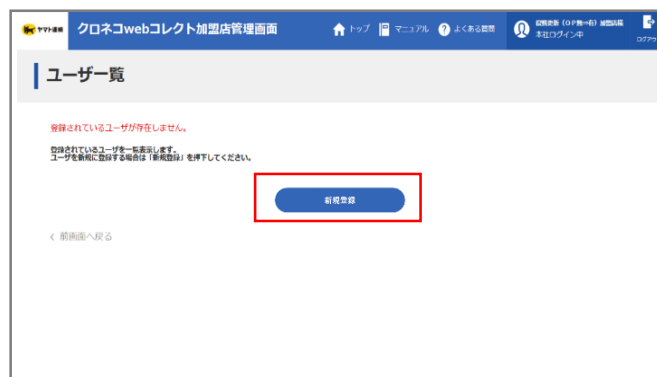 ヤマト運輸 クロネコwebコレクト加盟店管理画面 トップ マニュアル よくある質問
本社ログイン中
ユーザ一覧
登録されているユーザが存在しません。
登録されているユーザを一覧表示します。
ユーザを新規に登録する場合は「新規登録」を押下してください。
新規登録
前画面へ戻る